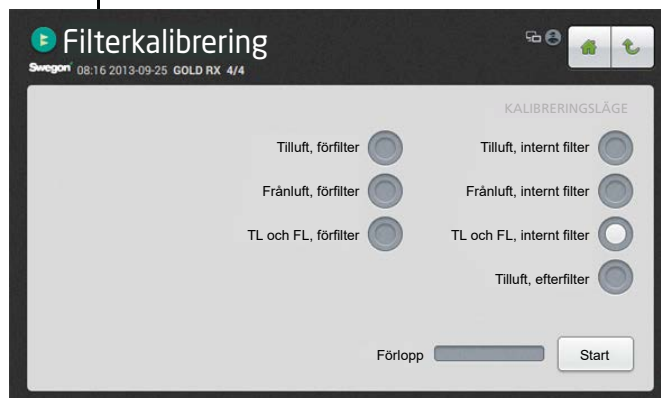 Filterkalibrering
Swegon 08:16 2013-09-25 GOLD RX 4/4
KALIBRERINGSLÄGE
Tilluft, förfilter
Tilluft, internt filter
Frånluft, förfilter
Frånluft, internt filter
TL och FL, förfilter
TL och FL, internt filter
Tilluft, efterfilter
Förlopp
Start